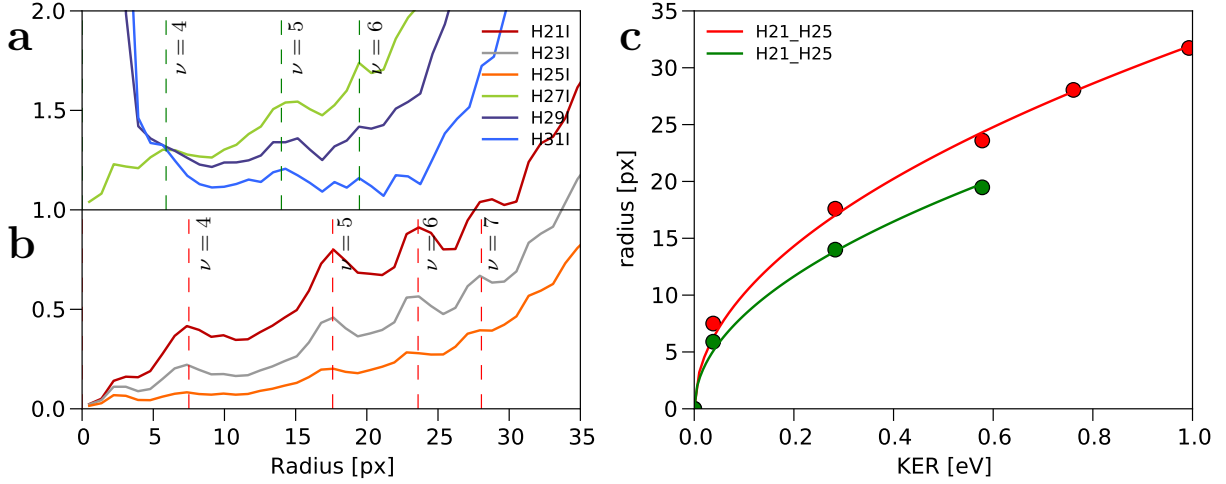 a
2.0
1.5
1.0
ν = 4
ν = 5
ν = 6
H21I
H23I
H25I
H27I
H29I
H31I
b
0.5
0.0
ν = 4
ν = 5
ν = 6
ν = 7
0 5 10 15 20 25 30 35
Radius [px]
c
H21_H25
H21_H25
radius [px]
35
30
25
20
15
10
5
0
0.0 0.2 0.4 0.6 0.8 1.0
KER [eV]